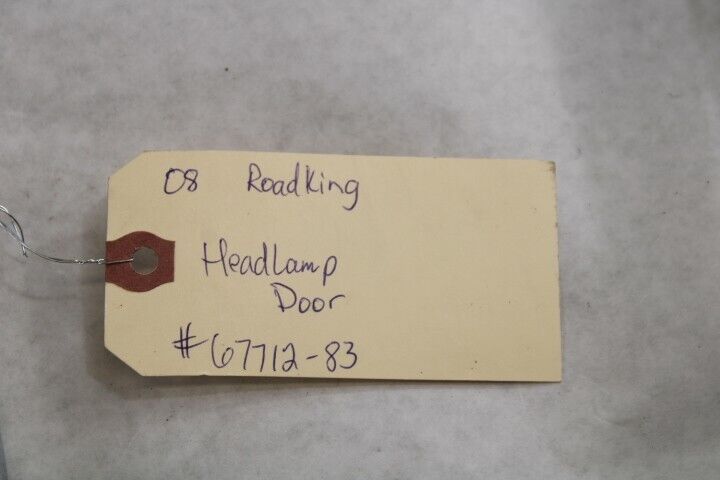 08 RoadKing
HeadLamp
Door
#67712-83